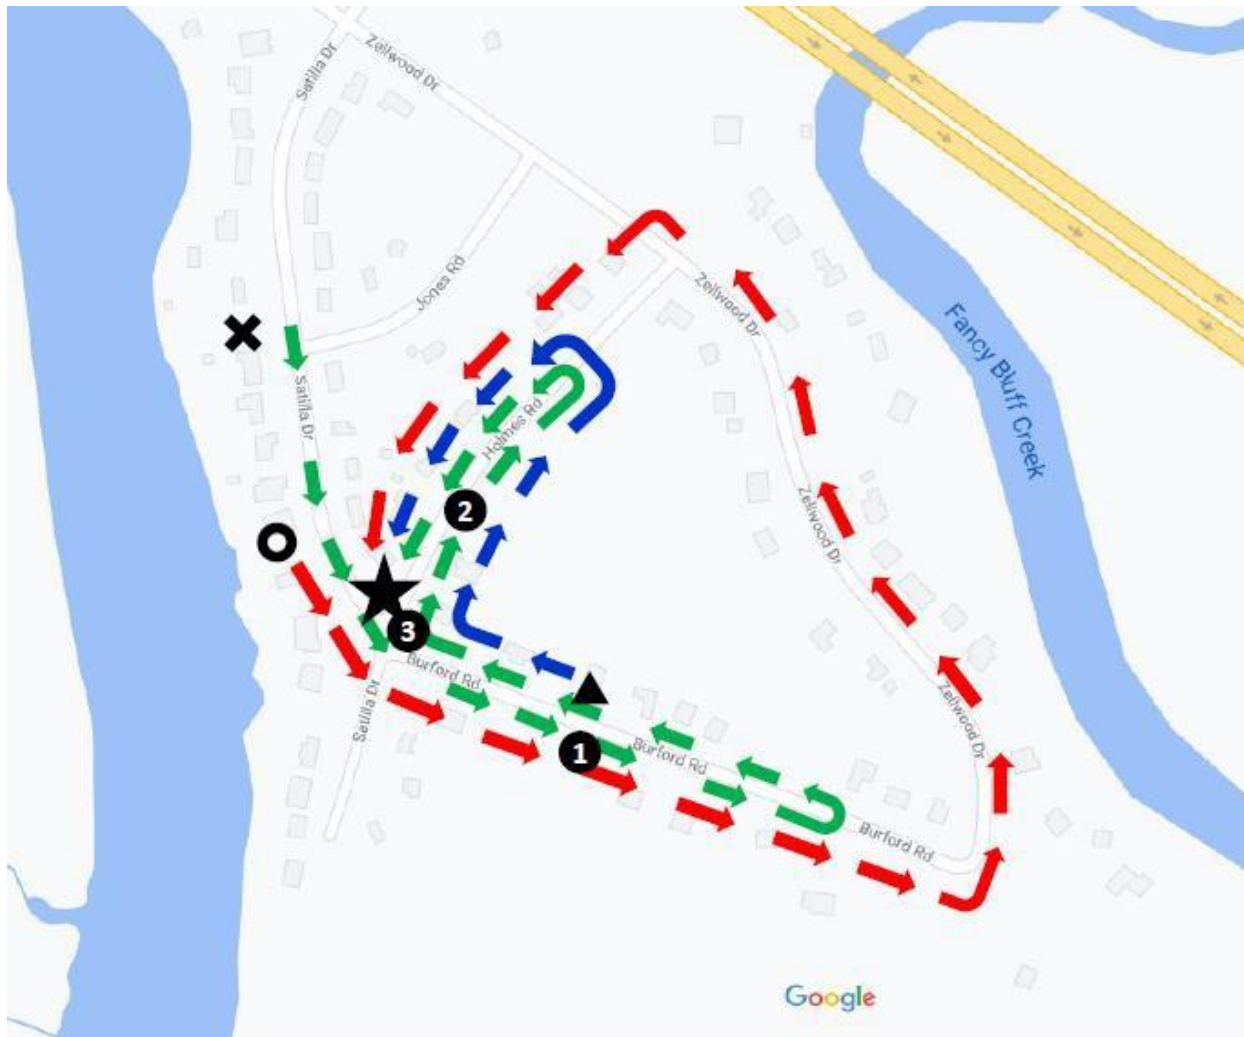 Zellwood Dr
Satilla Dr
Jones Rd
Zellwood Dr
Fancy Bluff Creek
Satilla Dr
Holmes Rd
Zellwood Dr
2
3
Burford Rd
Satilla Dr
Zellwood Dr
1
Burford Rd
Burford Rd
Google